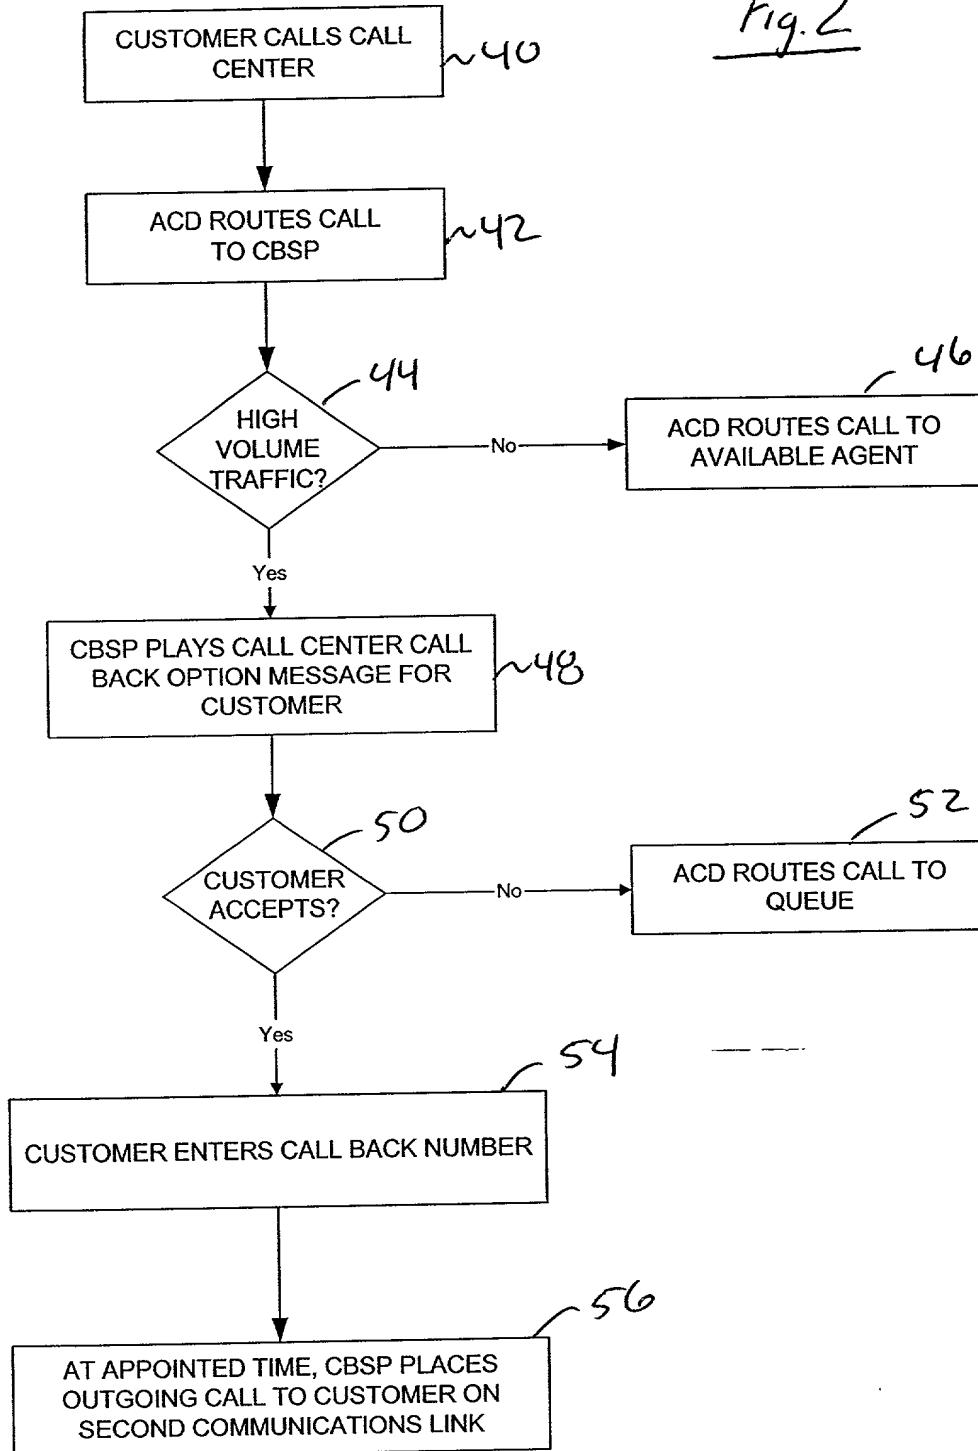 Fig. 2
CUSTOMER CALLS CALL
CENTER
~40
ACD ROUTES CALL
TO CBSP
~42
44
HIGH
VOLUME
TRAFFIC?
No
46
ACD ROUTES CALL TO
AVAILABLE AGENT
Yes
CBSP PLAYS CALL CENTER CALL
BACK OPTION MESSAGE FOR
CUSTOMER
~48
50
CUSTOMER
ACCEPTS?
No
52
ACD ROUTES CALL TO
QUEUE
Yes
54
CUSTOMER ENTERS CALL BACK NUMBER
56
AT APPOINTED TIME, CBSP PLACES
OUTGOING CALL TO CUSTOMER ON
SECOND COMMUNICATIONS LINK